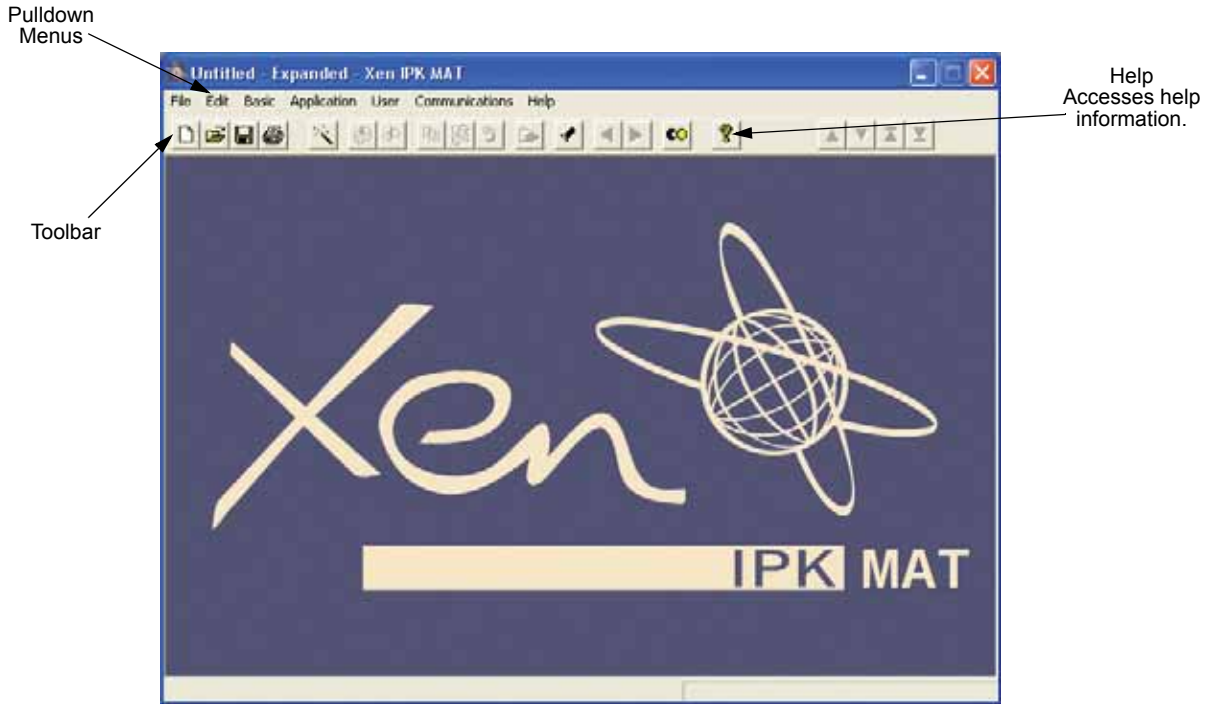 Pulldown
Menus
Untitled - Expanded - Xen IPK MAT
File Edit Basic Application User Communications Help
Help
Accesses help
information.
Toolbar
Xen
IPK MAT